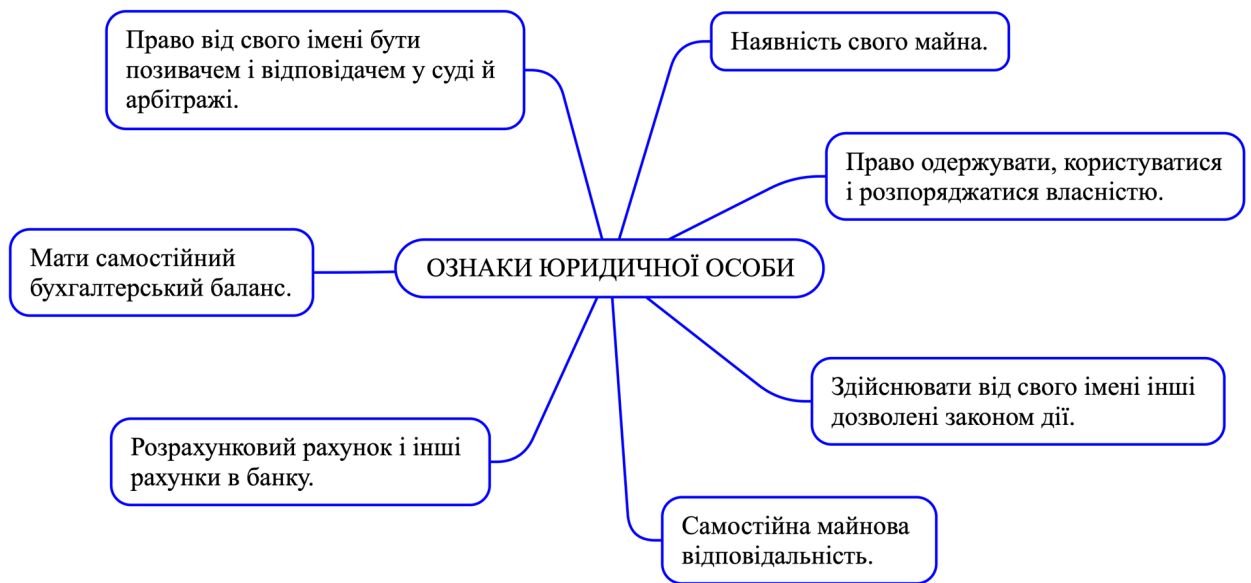 Право від свого імені бути
позивачем і відповідачем у суді й
арбітражі.
Наявність свого майна.
Право одержувати, користуватися
і розпоряджатися власністю.
Мати самостійний
бухгалтерський баланс.
ОЗНАКИ ЮРИДИЧНОЇ ОСОБИ
Здійснювати від свого імені інші
дозволені законом дії.
Розрахунковий рахунок і інші
рахунки в банку.
Самостійна майнова
відповідальність.